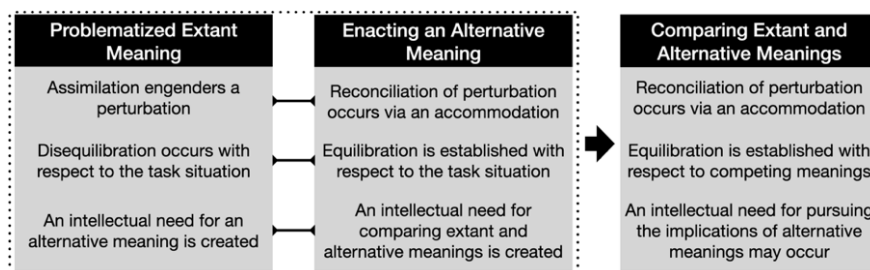 Problematized Extant
Meaning
Assimilation engenders a
perturbation
Disequilibration occurs with
respect to the task situation
An intellectual need for an
alternative meaning is created
Enacting an Alternative
Meaning
Reconciliation of perturbation
occurs via an accommodation
Equilibration is established with
respect to the task situation
An intellectual need for
comparing extant and
alternative meanings is created
Comparing Extant and
Alternative Meanings
Reconciliation of perturbation
occurs via an accommodation
Equilibration is established with
respect to competing meanings
An intellectual need for pursuing
the implications of alternative
meanings may occur